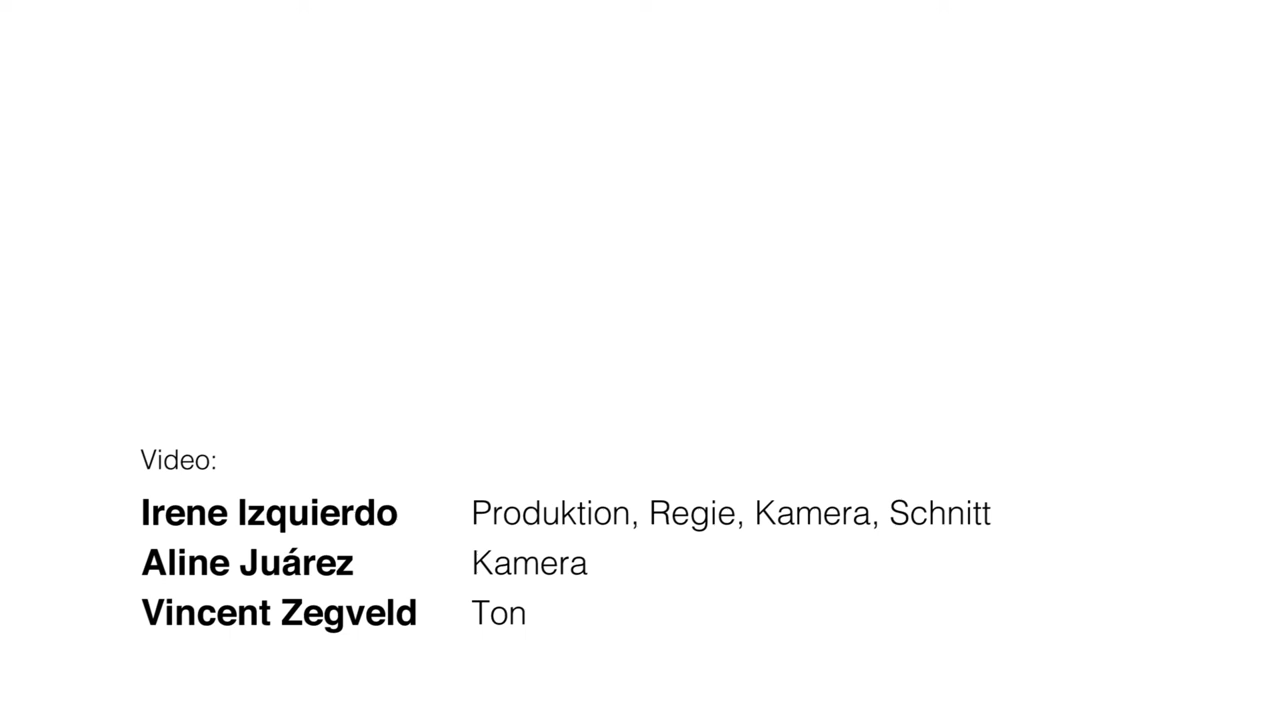 Video:
Irene Izquierdo Produktion, Regie, Kamera, Schnitt
Aline Juárez Kamera
Vincent Zegveld Ton